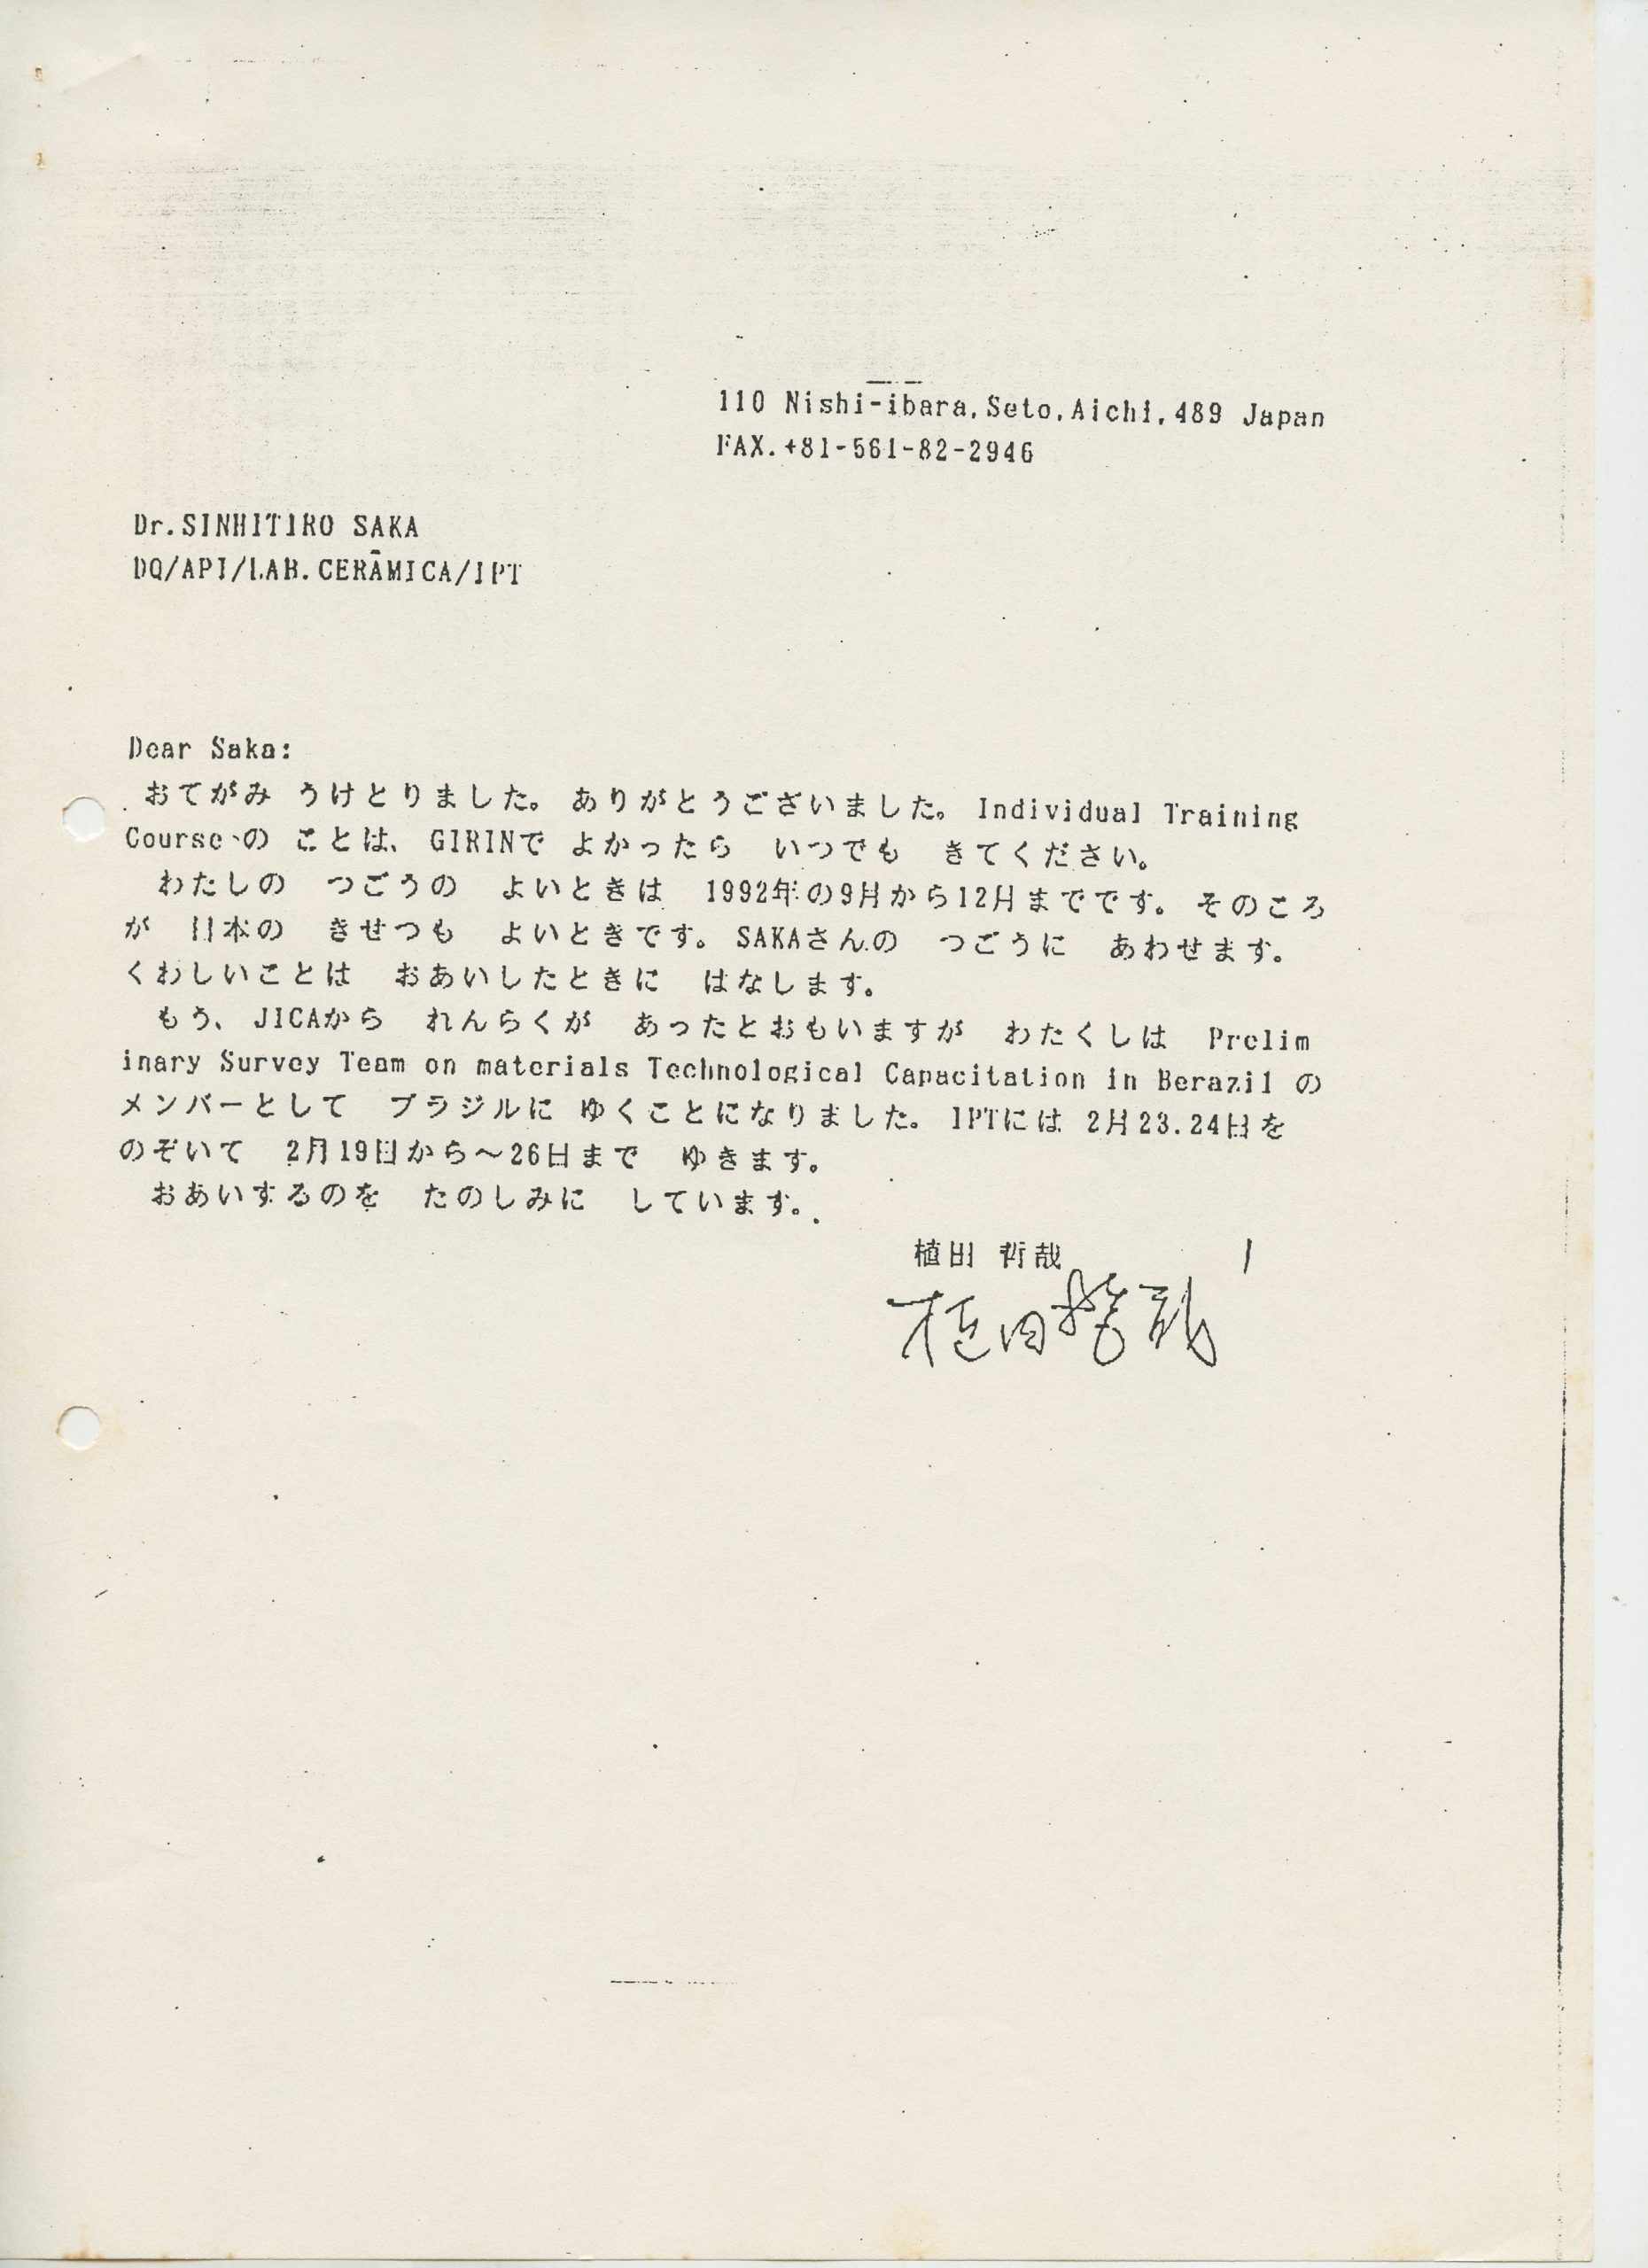 110 Nishi-ibara,Seto,Aichi,489 Japan
FAX.+81-561-82-2946
Dr.SINHITIRO SAKA
DQ/API/LAB.CERÂMICA/IPT
Dear Saka:
おてがみ うけとりました。ありがとうございました。Individual Training
Courseの ことは、GIRINで よかったら いつでも きてください。
わたしの つごうの よいときは 1992年の9月から12月までです。そのころ
が 日本の きせつも よいときです。SAKAさんの つごうに あわせます。
くわしいことは おあいしたときに はなします。
もう、JICAから れんらくが あったとおもいますが わたくしは Prelim
inary Survey Team on materials Technological Capacitation in Berazil の
メンバーとして ブラジルに ゆくことになりました。IPTには 2月23.24日を
のぞいて 2月19日から～26日まで ゆきます。
おあいするのを たのしみに しています。
植田 哲哉
植田哲哉